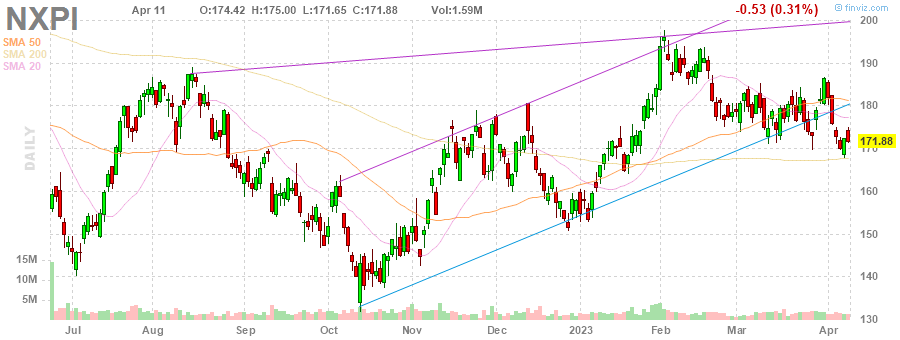 NXPI
Apr 11 O:174.42 H:175.00 L:171.65 C:171.88 Vol:1.59M -0.53 (0.31%)
© finviz.com
SMA 50
SMA 200
SMA 20
DAILY
200
190
180
171.88
170
160
150
140
130
15M
10M
5M
Jul Aug Sep Oct Nov Dec 2023 Feb Mar Apr